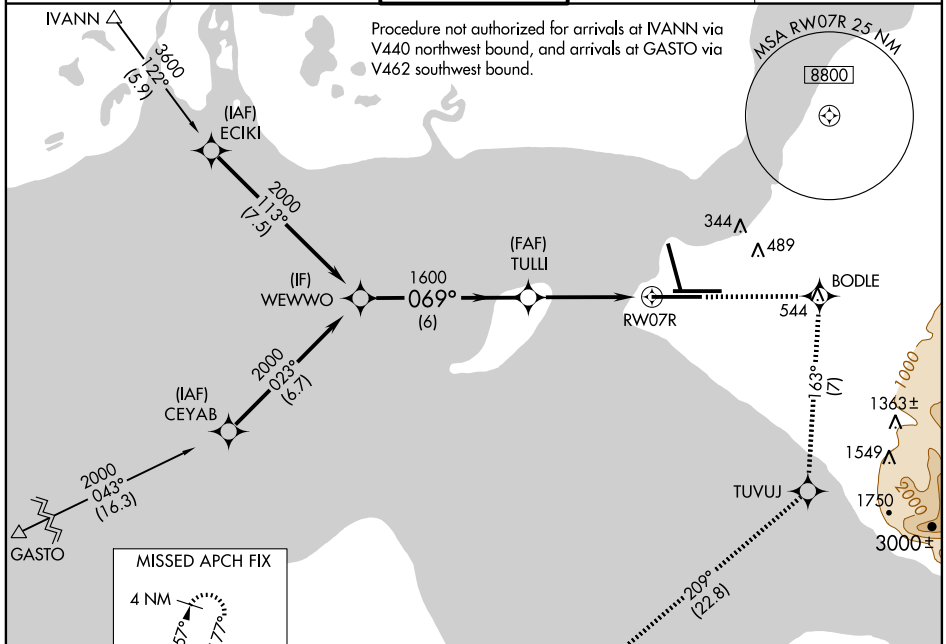 IVANN
Procedure not authorized for arrivals at IVANN via
V440 northwest bound, and arrivals at GASTO via
V462 southwest bound.
MSA RW07R 25 NM
8800
3600
122°
(5.9)
(IAF)
ECIKI
2000
113°
(7.5)
344
489
(FAF)
TULLI
(IF)
WEWWO
1600
069°
(6)
RW07R
544
BODLE
163°
(7)
2000
023°
(6.7)
(IAF)
CEYAB
1000
1363±
1549
2000
1750
3000±
TUVUJ
2000
043°
(16.3)
GASTO
209°
(22.8)
MISSED APCH FIX
4 NM
57°
77°